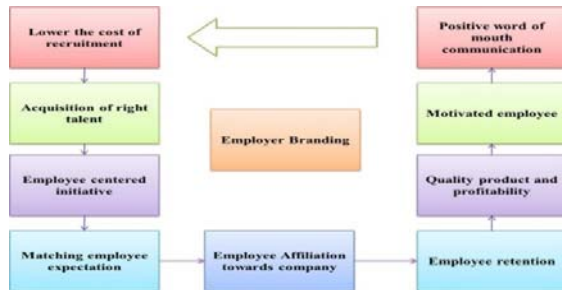 Lower the cost of
recruitment
Positive word of
mouth
communication
Acquisition of right
talent
Motivated employee
Employer Branding
Employee centered
initiative
Quality product and
profitability
Matching employee
expectation
Employee Affiliation
towards company
Employee retention